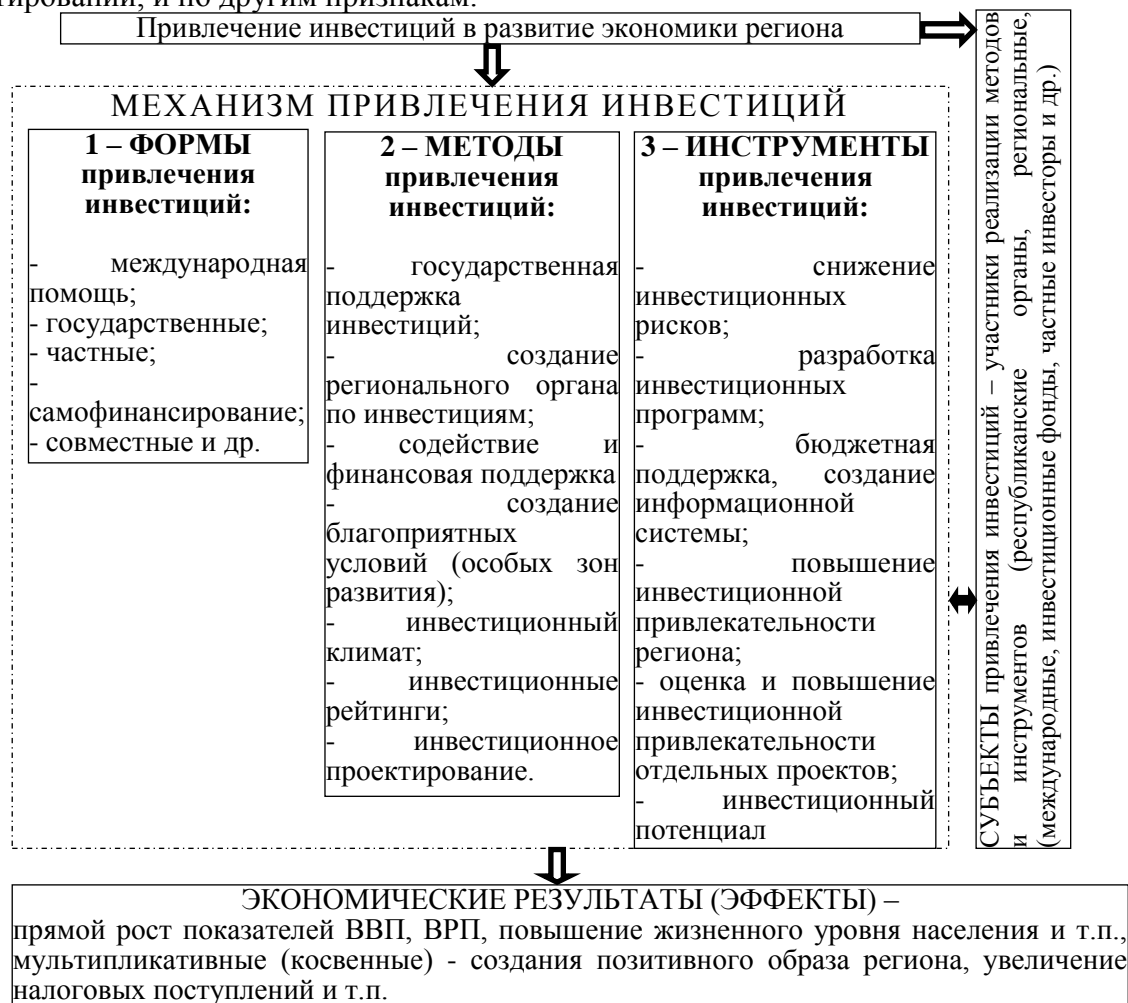 тировании, и по другим признакам.
Привлечение инвестиций в развитие экономики региона
МЕХАНИЗМ ПРИВЛЕЧЕНИЯ ИНВЕСТИЦИЙ
1 – ФОРМЫ
привлечения
инвестиций:
- международная
помощь;
- государственные;
- частные;
-
самофинансирование;
- совместные и др.
2 – МЕТОДЫ
привлечения
инвестиций:
- государственная
поддержка
инвестиций;
- создание
регионального органа
по инвестициям;
- содействие и
финансовая поддержка
- создание
благоприятных
условий (особых зон
развития);
- инвестиционный
климат;
- инвестиционные
рейтинги;
- инвестиционное
проектирование.
3 – ИНСТРУМЕНТЫ
привлечения
инвестиций:
- снижение
инвестиционных
рисков;
- разработка
инвестиционных
программ;
- бюджетная
поддержка, создание
информационной
системы;
- повышение
инвестиционной
привлекательности
региона;
- оценка и повышение
инвестиционной
привлекательности
отдельных проектов;
- инвестиционный
потенциал
СУБЪЕКТЫ привлечения инвестиций – участники реализации методов
и инструментов (республиканские органы, региональные,
(международные, инвестиционные фонды, частные инвесторы и др.)
ЭКОНОМИЧЕСКИЕ РЕЗУЛЬТАТЫ (ЭФФЕКТЫ) –
прямой рост показателей ВВП, ВРП, повышение жизненного уровня населения и т.п.,
мультипликативные (косвенные) - создания позитивного образа региона, увеличение
налоговых поступлений и т.п.